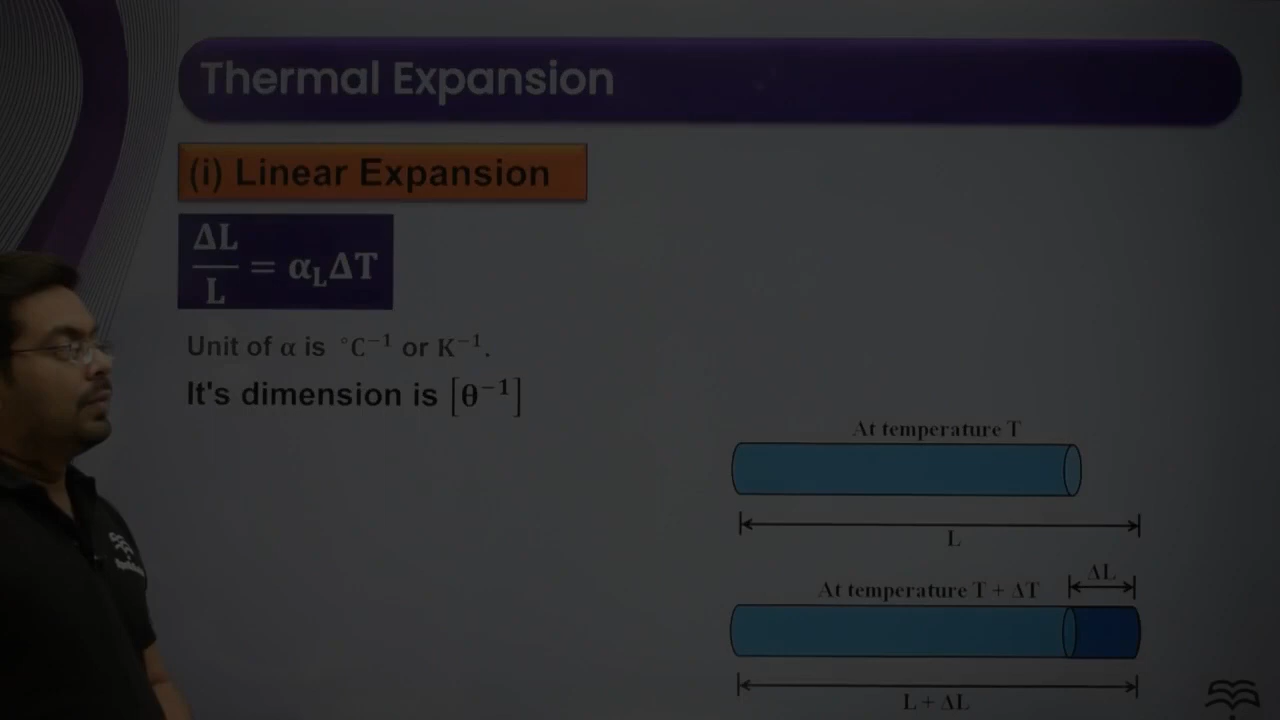 Thermal Expansion
(i) Linear Expansion
ΔL/L = α_L ΔT
Unit of α is °C⁻¹ or K⁻¹.
It's dimension is [θ⁻¹]
At temperature T
L
ΔL
At temperature T + ΔT
L + ΔL